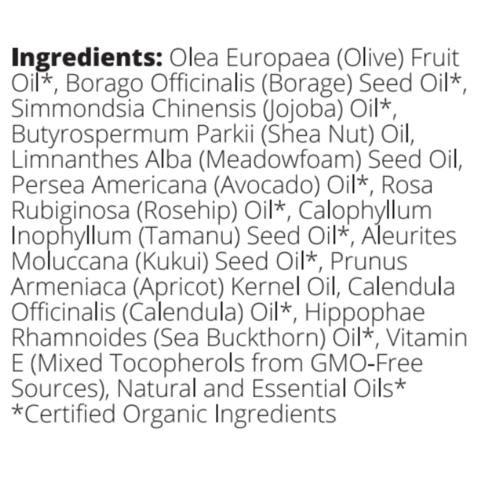 Ingredients: Olea Europaea (Olive) Fruit
Oil*, Borago Officinalis (Borage) Seed Oil*,
Simmondsia Chinensis (Jojoba) Oil*,
Butyrospermum Parkii (Shea Nut) Oil,
Limnanthes Alba (Meadowfoam) Seed Oil,
Persea Americana (Avocado) Oil*, Rosa
Rubiginosa (Rosehip) Oil*, Calophyllum
Inophyllum (Tamanu) Seed Oil*, Aleurites
Moluccana (Kukui) Seed Oil*, Prunus
Armeniaca (Apricot) Kernel Oil, Calendula
Officinalis (Calendula) Oil*, Hippophae
Rhamnoides (Sea Buckthorn) Oil*, Vitamin
E (Mixed Tocopherols from GMO-Free
Sources), Natural and Essential Oils*
*Certified Organic Ingredients